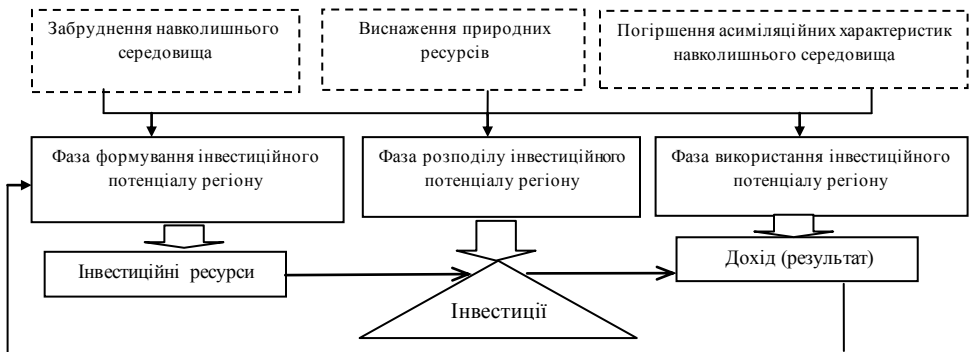 Забруднення навколишнього
середовища
Виснаження природних
ресурсів
Погіршення асиміляційних характеристик
навколишнього середовища
Фаза формування інвестиційного
потенціалу регіону
Фаза розподілу інвестиційного
потенціалу регіону
Фаза використання інвестиційного
потенціалу регіону
Інвестиційні ресурси
Інвестиції
Дохід (результат)